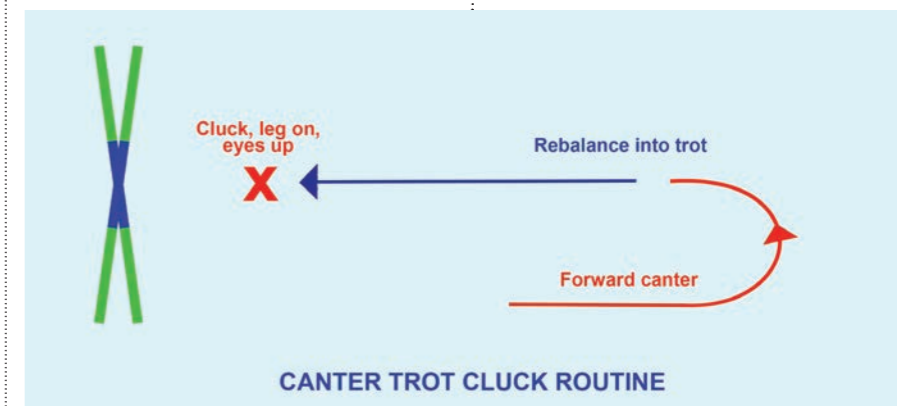 Cluck, leg on,
eyes up
X
Rebalance into trot
Forward canter
CANTER TROT CLUCK ROUTINE